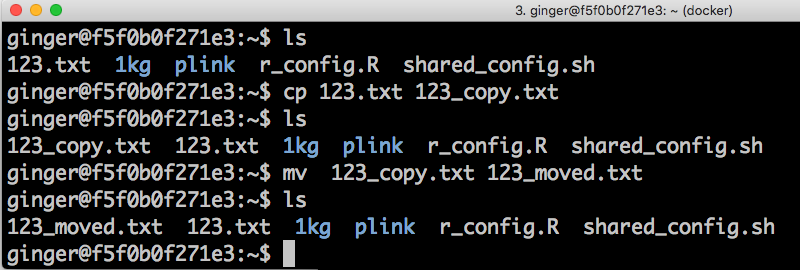 3. ginger@f5f0b0f271e3: ~ (docker)
ginger@f5f0b0f271e3:~$ ls
123.txt  1kg  plink  r_config.R  shared_config.sh
ginger@f5f0b0f271e3:~$ cp 123.txt 123_copy.txt
ginger@f5f0b0f271e3:~$ ls
123_copy.txt  123.txt  1kg  plink  r_config.R  shared_config.sh
ginger@f5f0b0f271e3:~$ mv  123_copy.txt 123_moved.txt
ginger@f5f0b0f271e3:~$ ls
123_moved.txt  123.txt  1kg  plink  r_config.R  shared_config.sh
ginger@f5f0b0f271e3:~$